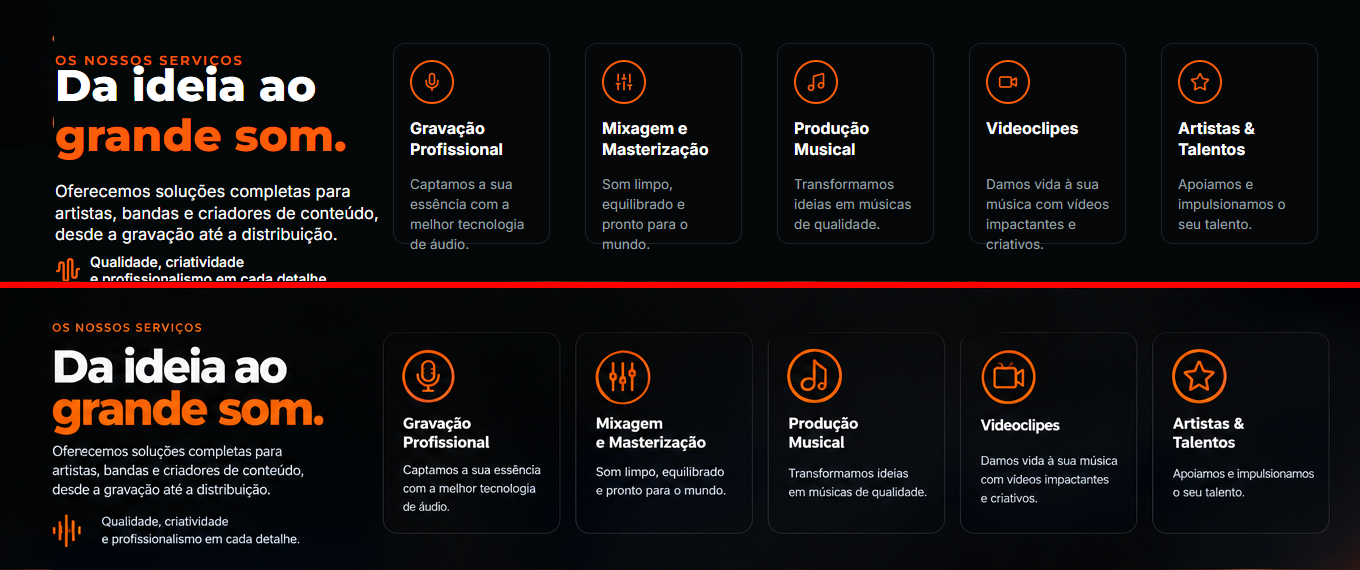 OS NOSSOS SERVIÇOS
Da ideia ao
grande som.
Oferecemos soluções completas para
artistas, bandas e criadores de conteúdo,
desde a gravação até a distribuição.
Qualidade, criatividade
e profissionalismo em cada detalhe
Gravação
Profissional
Captamos a sua
essência com a
melhor tecnologia
de áudio.
Mixagem e
Masterização
Som limpo,
equilibrado e
pronto para o
mundo.
Produção
Musical
Transformamos
ideias em músicas
de qualidade.
Videoclipes
Damos vida à sua
música com vídeos
impactantes e
criativos.
Artistas &
Talentos
Apoiamos e
impulsionamos o
seu talento.
OS NOSSOS SERVIÇOS
Da ideia ao
grande som.
Oferecemos soluções completas para
artistas, bandas e criadores de conteúdo,
desde a gravação até a distribuição.
Qualidade, criatividade
e profissionalismo em cada detalhe.
Gravação
Profissional
Captamos a sua essência
com a melhor tecnologia
de áudio.
Mixagem
e Masterização
Som limpo, equilibrado
e pronto para o mundo.
Produção
Musical
Transformamos ideias
em músicas de qualidade.
Videoclipes
Damos vida à sua música
com vídeos impactantes
e criativos.
Artistas &
Talentos
Apoiamos e impulsionamos
o seu talento.